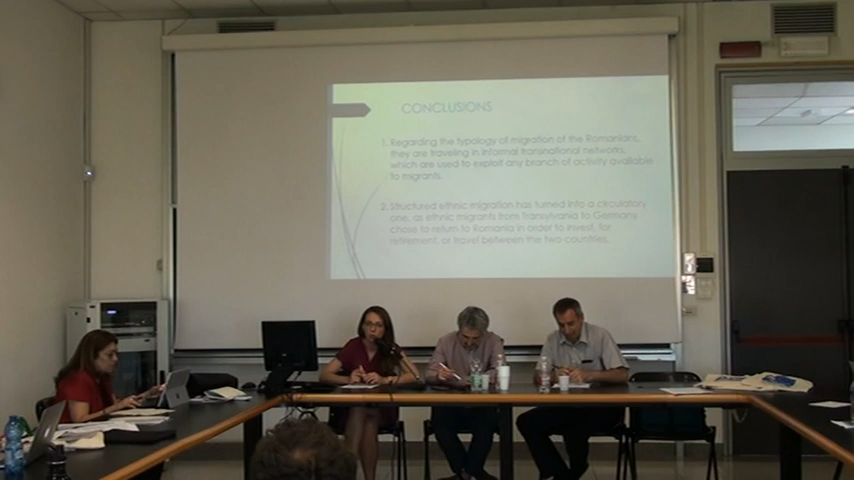 CONCLUSIONS
1. Regarding the typology of migration of the Romanians,
they are traveling in informal transnational networks,
which are used to exploit any branch of activity available
to migrants.
2. Structured ethnic migration has turned into a circulatory
one, as ethnic migrants from Transylvania to Germany
chose to return to Romania in order to invest, for
retirement, or travel between the two countries.